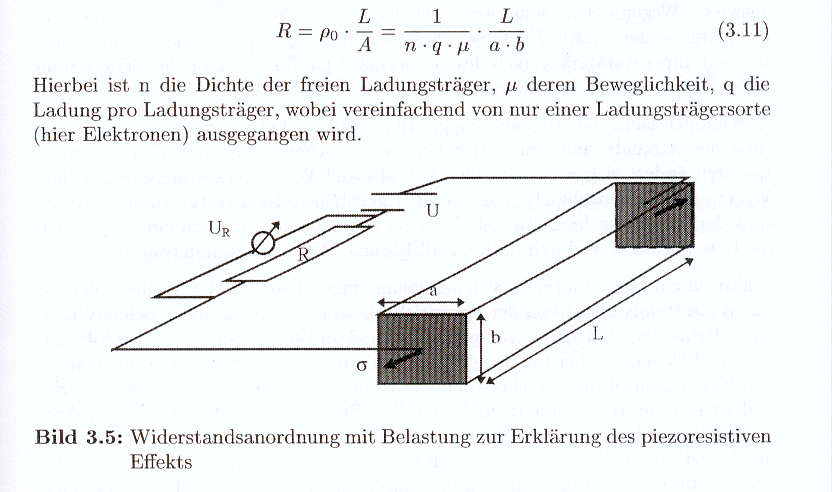 R = ρ₀ · L/A = 1/(n · q · μ) · L/(a · b) (3.11)
Hierbei ist n die Dichte der freien Ladungsträger, μ deren Beweglichkeit, q die
Ladung pro Ladungsträger, wobei vereinfachend von nur einer Ladungsträgersorte
(hier Elektronen) ausgegangen wird.
U
U_R
R
a
b
L
σ
Bild 3.5: Widerstandsanordnung mit Belastung zur Erklärung des piezoresistiven
Effekts